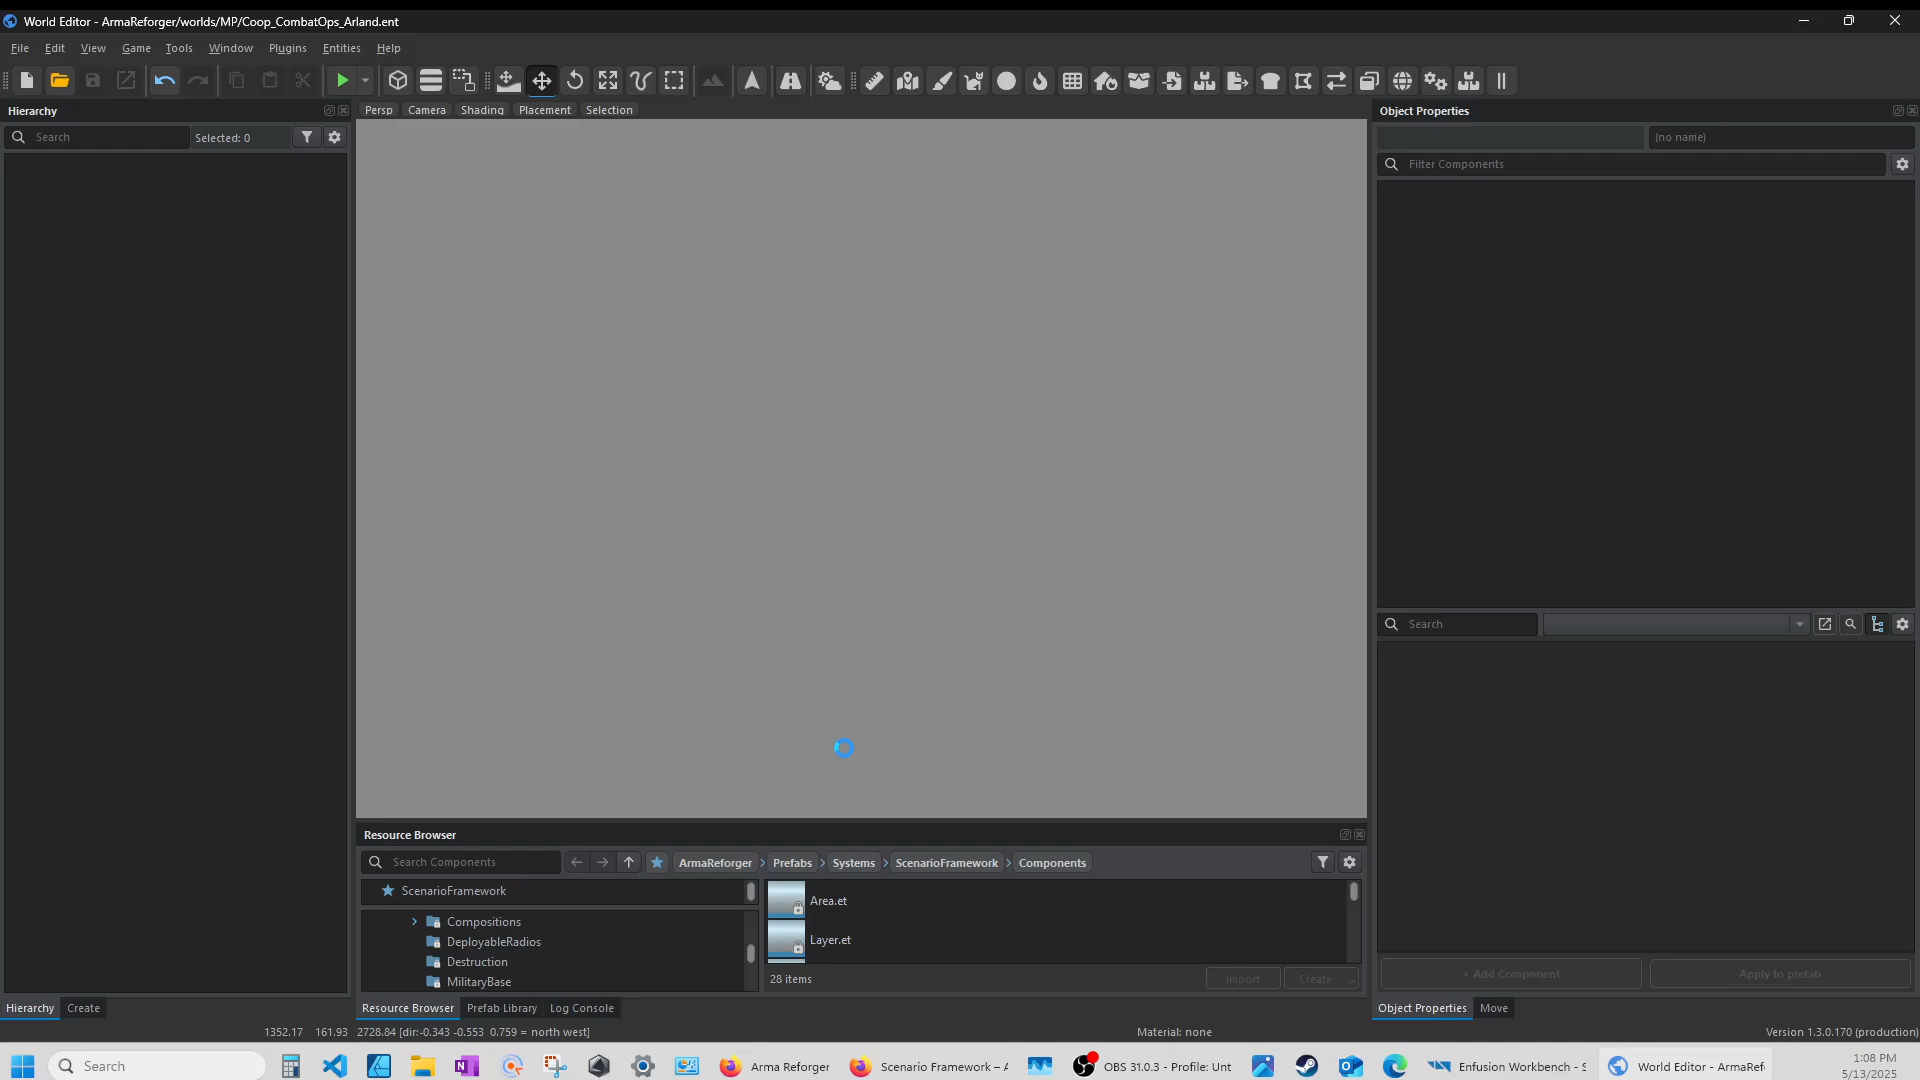 World Editor - ArmaReforger/worlds/MP/Coop_CombatOps_Arland.ent
File Edit View Game Tools Window Plugins Entities Help
Hierarchy
Search
Selected: 0
Persp Camera Shading Placement Selection
Object Properties
(no name)
Filter Components
Search
+ Add Component
Apply to prefab
Resource Browser
Search Components
ArmaReforger > Prefabs > Systems > ScenarioFramework > Components
ScenarioFramework
Compositions
DeployableRadios
Destruction
MilitaryBase
Area.et
Layer.et
28 items
Import
Create
Hierarchy Create
Resource Browser Prefab Library Log Console
Object Properties Move
1352.17 161.93 2728.84 [dir:-0.343 -0.553 0.759 = north west]
Material: none
Version 1.3.0.170 (production)
Search
Arma Reforger
Scenario Framework – A
OBS 31.0.3 - Profile: Unt
Enfusion Workbench - S
World Editor - ArmaRef
1:08 PM
5/13/2025